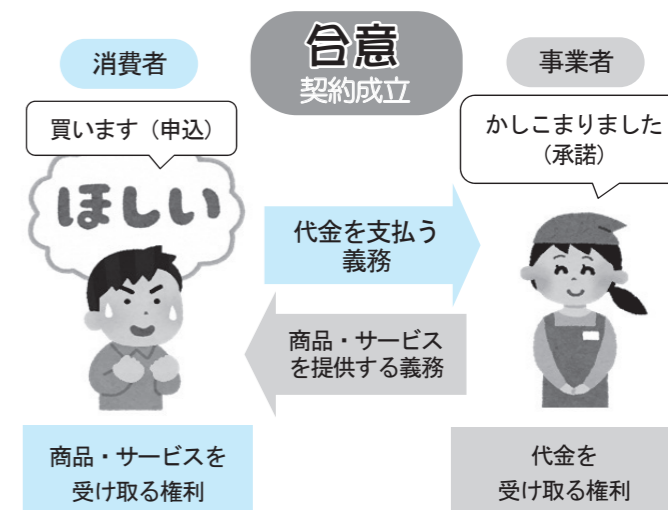 消費者
合意
契約成立
事業者
買います（申込）
かしこまりました
（承諾）
ほしい
代金を支払う
義務
商品・サービス
を提供する義務
商品・サービスを
受け取る権利
代金を
受け取る権利